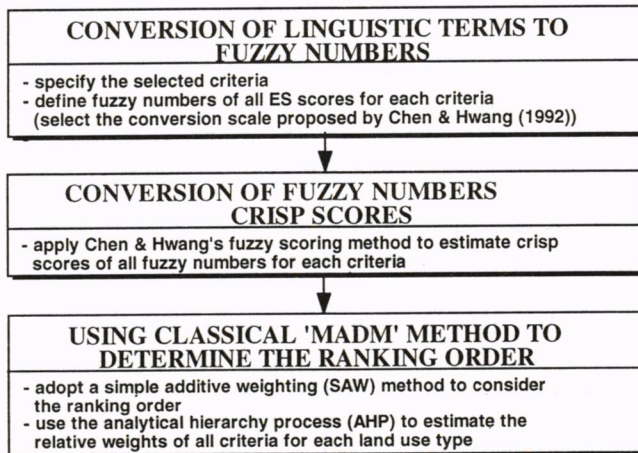 CONVERSION OF LINGUISTIC TERMS TO
FUZZY NUMBERS
- specify the selected criteria
- define fuzzy numbers of all ES scores for each criteria
(select the conversion scale proposed by Chen & Hwang (1992))
CONVERSION OF FUZZY NUMBERS
CRISP SCORES
- apply Chen & Hwang's fuzzy scoring method to estimate crisp
scores of all fuzzy numbers for each criteria
USING CLASSICAL 'MADM' METHOD TO
DETERMINE THE RANKING ORDER
- adopt a simple additive weighting (SAW) method to consider
the ranking order
- use the analytical hierarchy process (AHP) to estimate the
relative weights of all criteria for each land use type